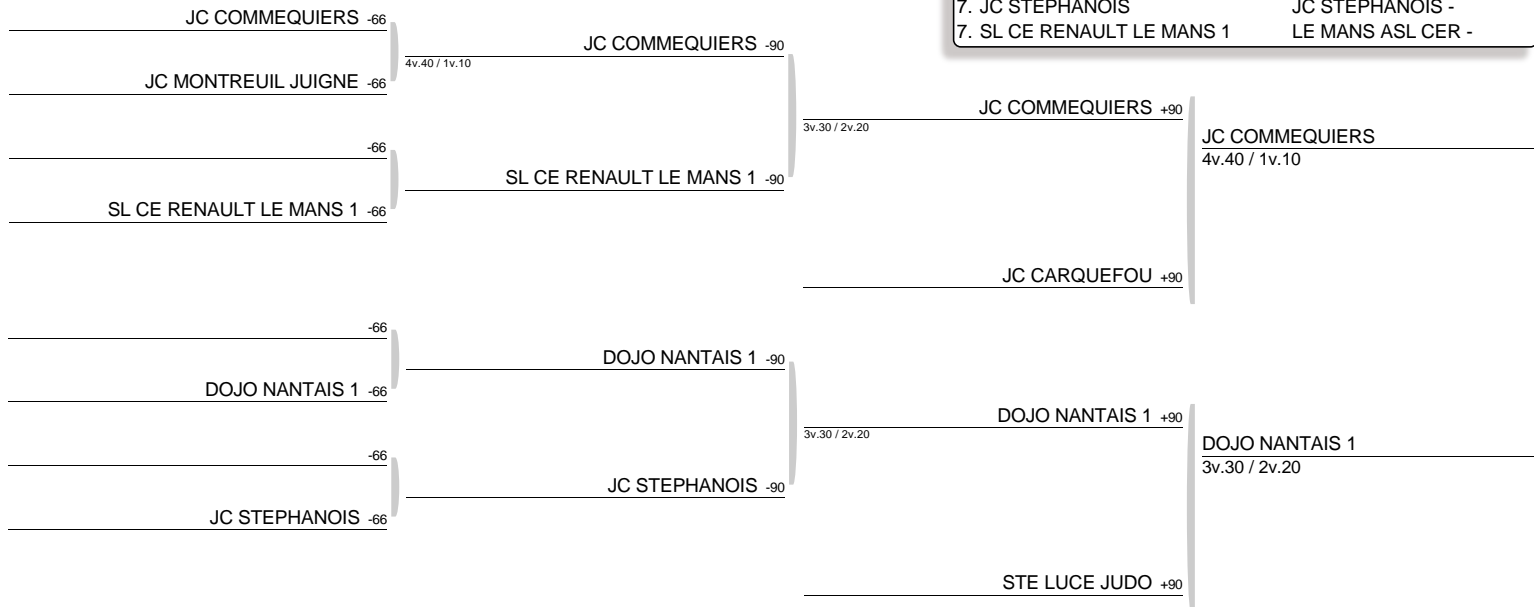 7. JC STEPHANOIS JC STEPHANOIS -
7. SL CE RENAULT LE MANS 1 LE MANS ASL CER -
JC COMMEQUIERS -66
JC MONTREUIL JUIGNE -66
-66
SL CE RENAULT LE MANS 1 -66
-66
DOJO NANTAIS 1 -66
-66
JC STEPHANOIS -66
JC COMMEQUIERS -90
4v.40 / 1v.10
SL CE RENAULT LE MANS 1 -90
DOJO NANTAIS 1 -90
JC STEPHANOIS -90
JC COMMEQUIERS +90
3v.30 / 2v.20
JC CARQUEFOU +90
DOJO NANTAIS 1 +90
3v.30 / 2v.20
STE LUCE JUDO +90
JC COMMEQUIERS
4v.40 / 1v.10
DOJO NANTAIS 1
3v.30 / 2v.20